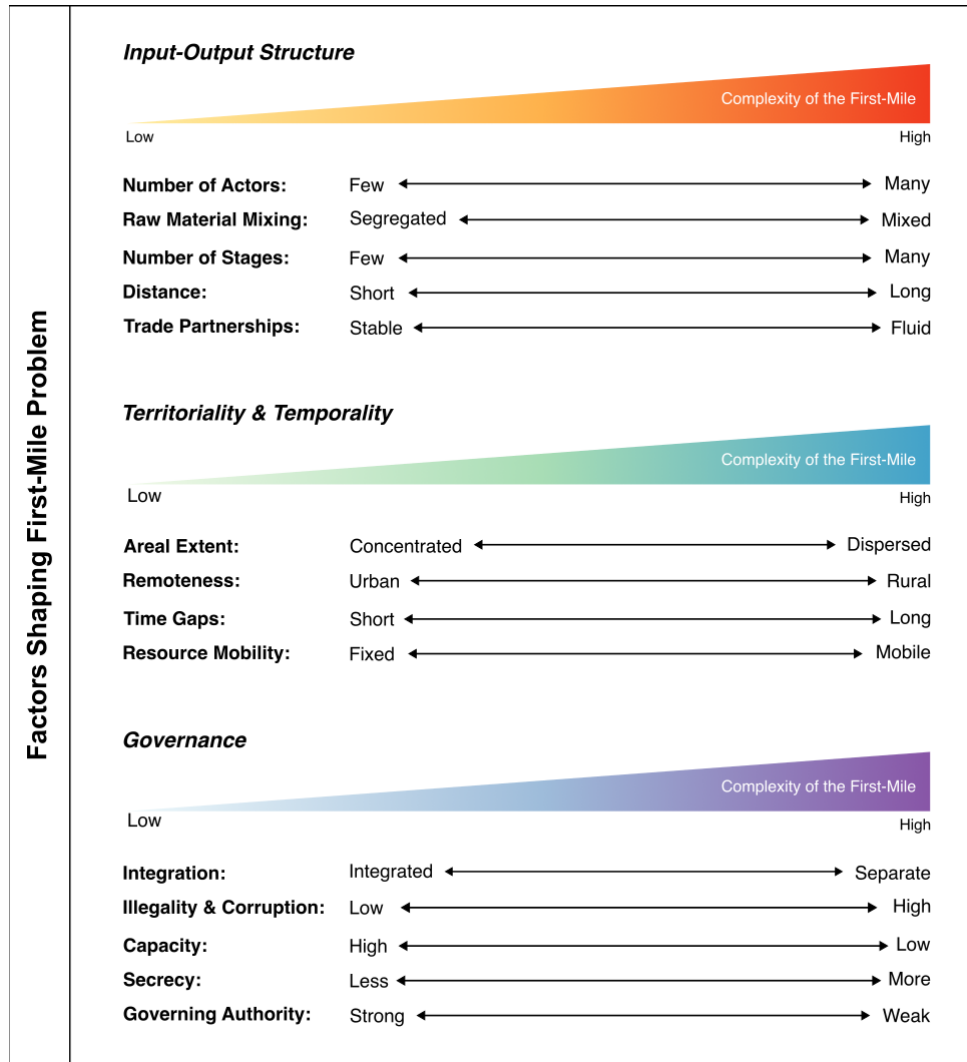 Factors Shaping First-Mile Problem
Input-Output Structure
Complexity of the First-Mile
Low High
Number of Actors: Few Many
Raw Material Mixing: Segregated Mixed
Number of Stages: Few Many
Distance: Short Long
Trade Partnerships: Stable Fluid
Territoriality & Temporality
Complexity of the First-Mile
Low High
Areal Extent: Concentrated Dispersed
Remoteness: Urban Rural
Time Gaps: Short Long
Resource Mobility: Fixed Mobile
Governance
Complexity of the First-Mile
Low High
Integration: Integrated Separate
Illegality & Corruption: Low High
Capacity: High Low
Secrecy: Less More
Governing Authority: Strong Weak